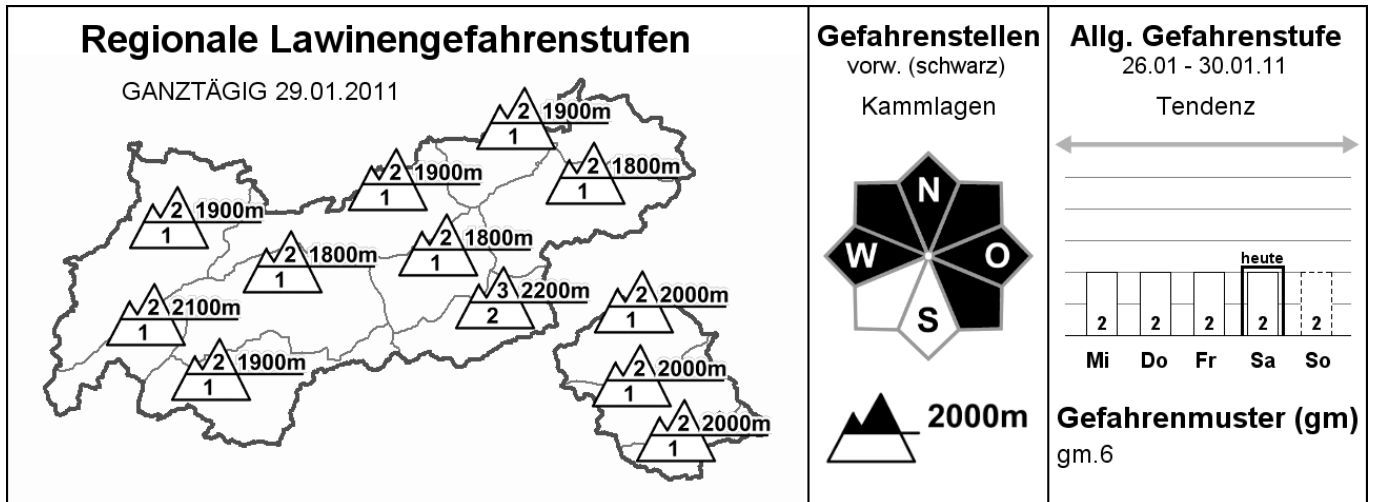 Regionale Lawinengefahrenstufen
GANZTÄGIG 29.01.2011
2 1900m
1
2 1800m
1
2 1900m
1
2 1900m
1
2 1800m
1
2 1800m
1
3 2200m
2
2 2100m
1
2 2000m
1
2 1900m
1
2 2000m
1
2 2000m
1
Gefahrenstellen
vorw. (schwarz)
Kammlagen
N
W O
S
2000m
Allg. Gefahrenstufe
26.01 - 30.01.11
Tendenz
heute
2 2 2 2 2
Mi Do Fr Sa So
Gefahrenmuster (gm)
gm.6